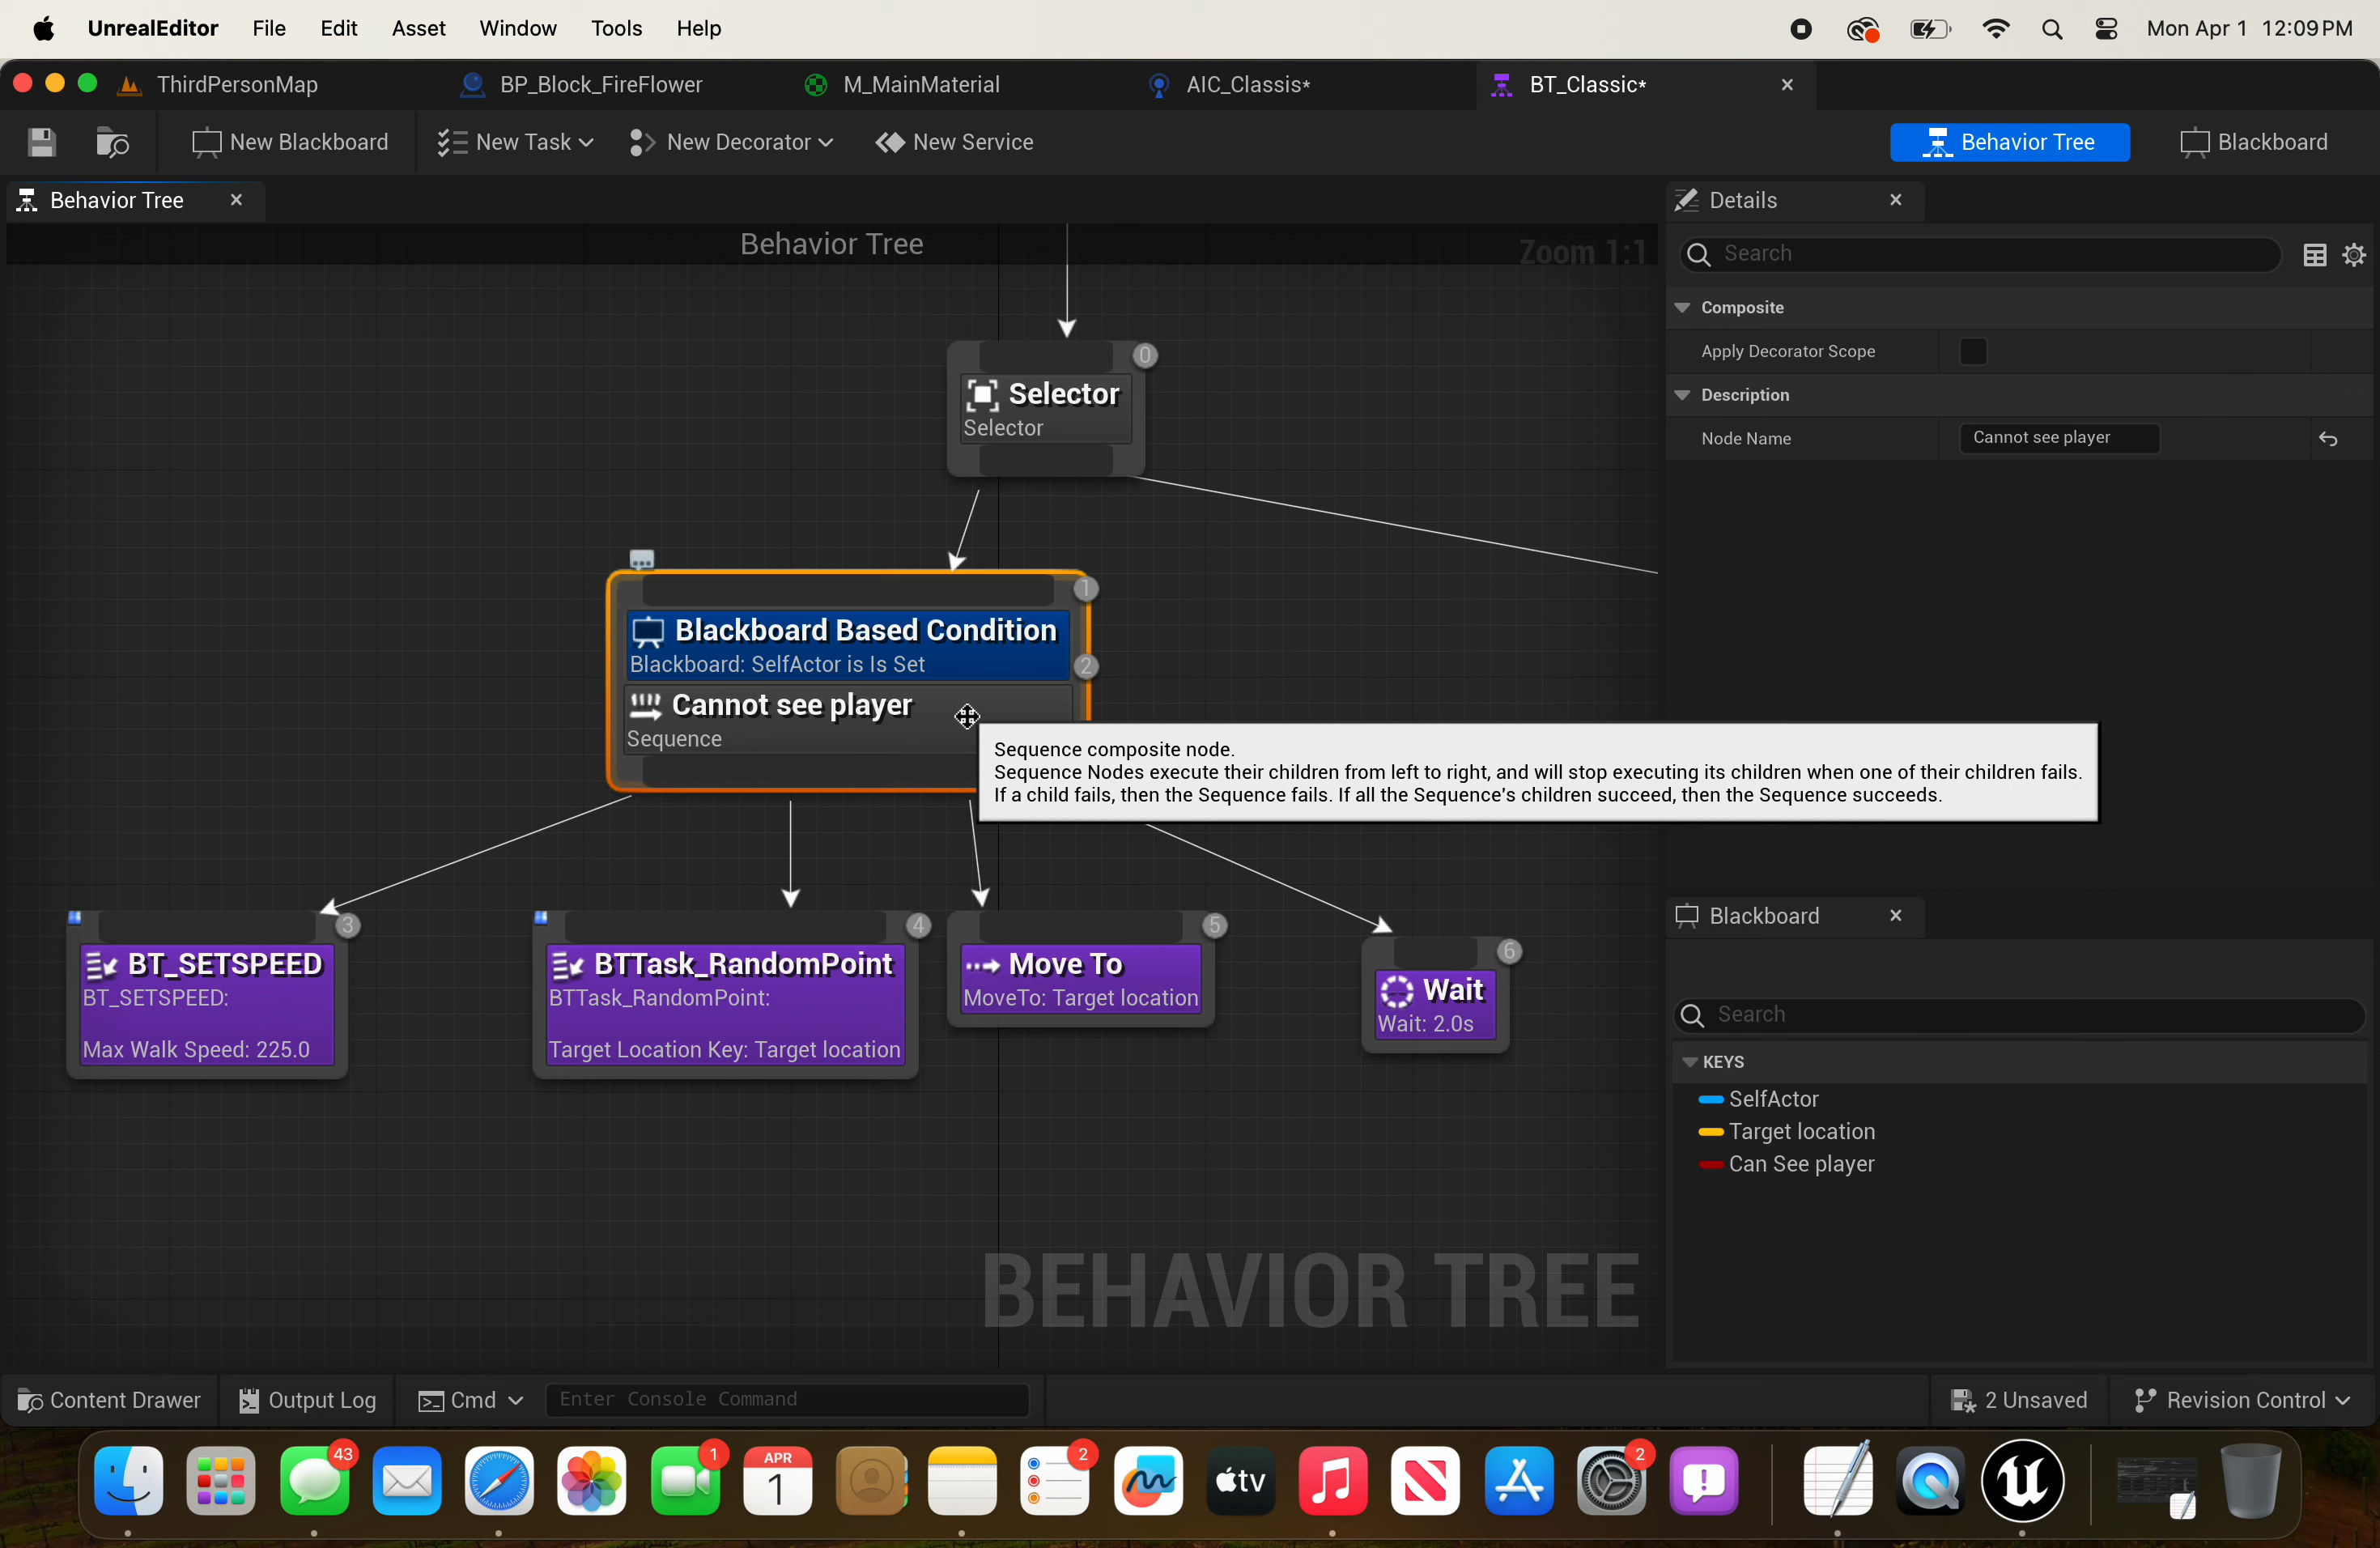 UnrealEditor File Edit Asset Window Tools Help Mon Apr 1 12:09 PM
ThirdPersonMap BP_Block_FireFlower M_MainMaterial AIC_Classis* BT_Classic*
New Blackboard New Task New Decorator New Service Behavior Tree Blackboard
Behavior Tree Details
Behavior Tree Zoom 1:1
Search
Composite
Apply Decorator Scope
Description
Node Name Cannot see player
0
Selector
Selector
1
Blackboard Based Condition
Blackboard: SelfActor is Is Set
2
Cannot see player
Sequence
Sequence composite node.
Sequence Nodes execute their children from left to right, and will stop executing its children when one of their children fails.
If a child fails, then the Sequence fails. If all the Sequence's children succeed, then the Sequence succeeds.
3
BT_SETSPEED
BT_SETSPEED:
Max Walk Speed: 225.0
4
BTTask_RandomPoint
BTTask_RandomPoint:
Target Location Key: Target location
5
Move To
MoveTo: Target location
6
Wait
Wait: 2.0s
Blackboard
Search
KEYS
SelfActor
Target location
Can See player
BEHAVIOR TREE
Content Drawer Output Log Cmd Enter Console Command 2 Unsaved Revision Control
43 1 APR 1 2 tv 2